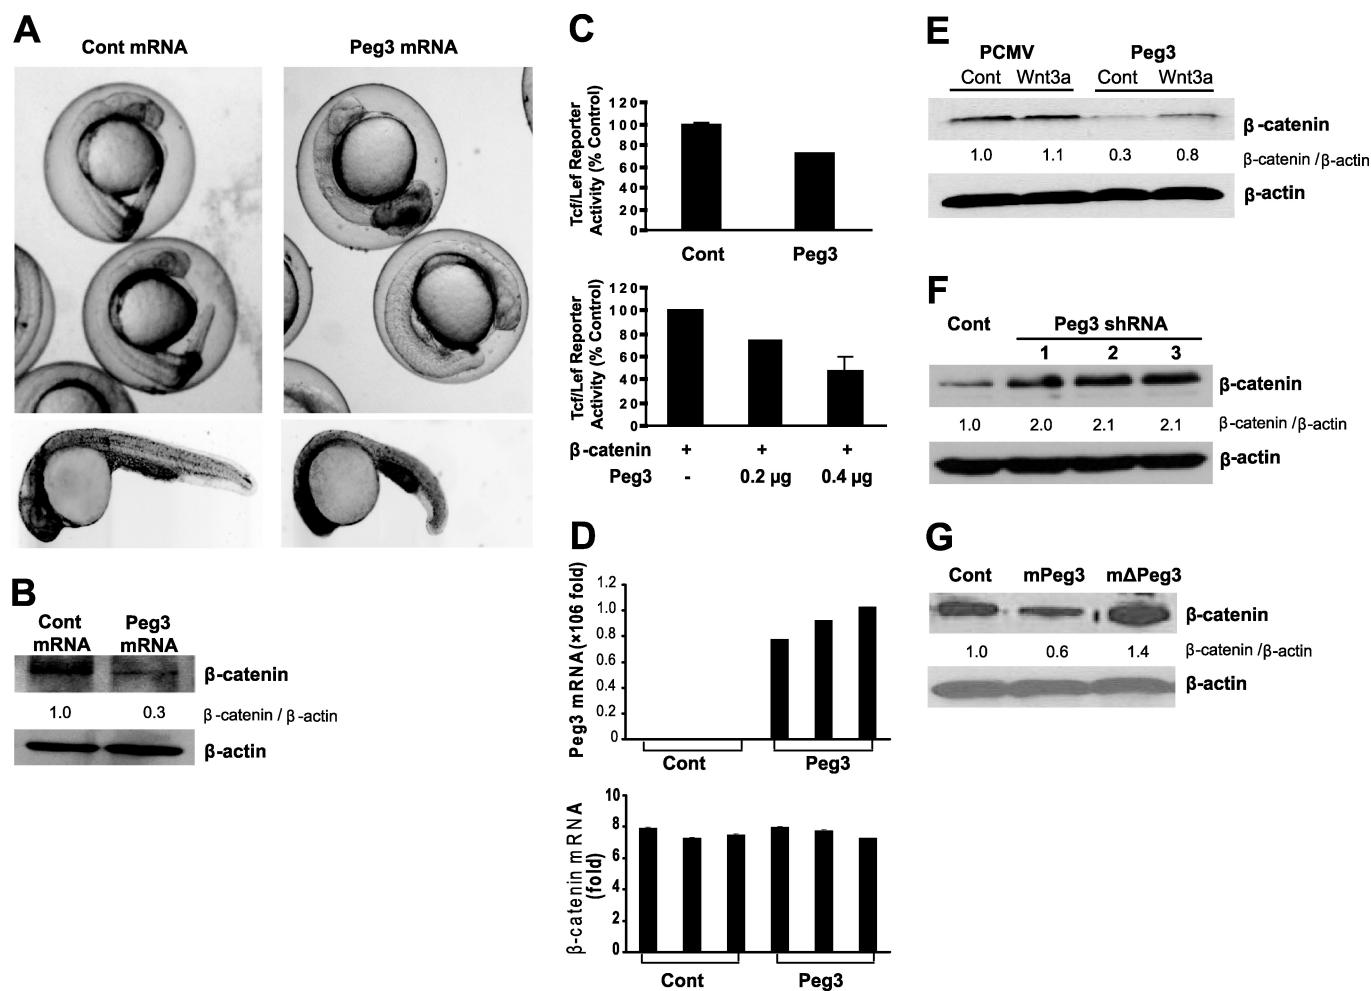 A
Cont mRNA
Peg3 mRNA
B
Cont
mRNA
Peg3
mRNA
β-catenin
1.0
0.3
β-catenin / β-actin
β-actin
C
Tcf/Lef Reporter
Activity (% Control)
120
100
80
60
40
20
0
Cont
Peg3
Tcf/Lef Reporter
Activity (% Control)
120
100
80
60
40
20
0
β-catenin + + +
Peg3 - 0.2 µg 0.4 µg
D
Peg3 mRNA(×106 fold)
1.2
1.0
0.8
0.6
0.4
0.2
0
Cont
Peg3
β-catenin mRNA
(fold)
10
8
6
4
2
0
Cont
Peg3
E
PCMV
Peg3
Cont Wnt3a Cont Wnt3a
β-catenin
1.0 1.1 0.3 0.8
β-catenin /β-actin
β-actin
F
Cont
Peg3 shRNA
1 2 3
β-catenin
1.0 2.0 2.1 2.1
β-catenin /β-actin
β-actin
G
Cont mPeg3 mΔPeg3
β-catenin
1.0 0.6 1.4
β-catenin /β-actin
β-actin